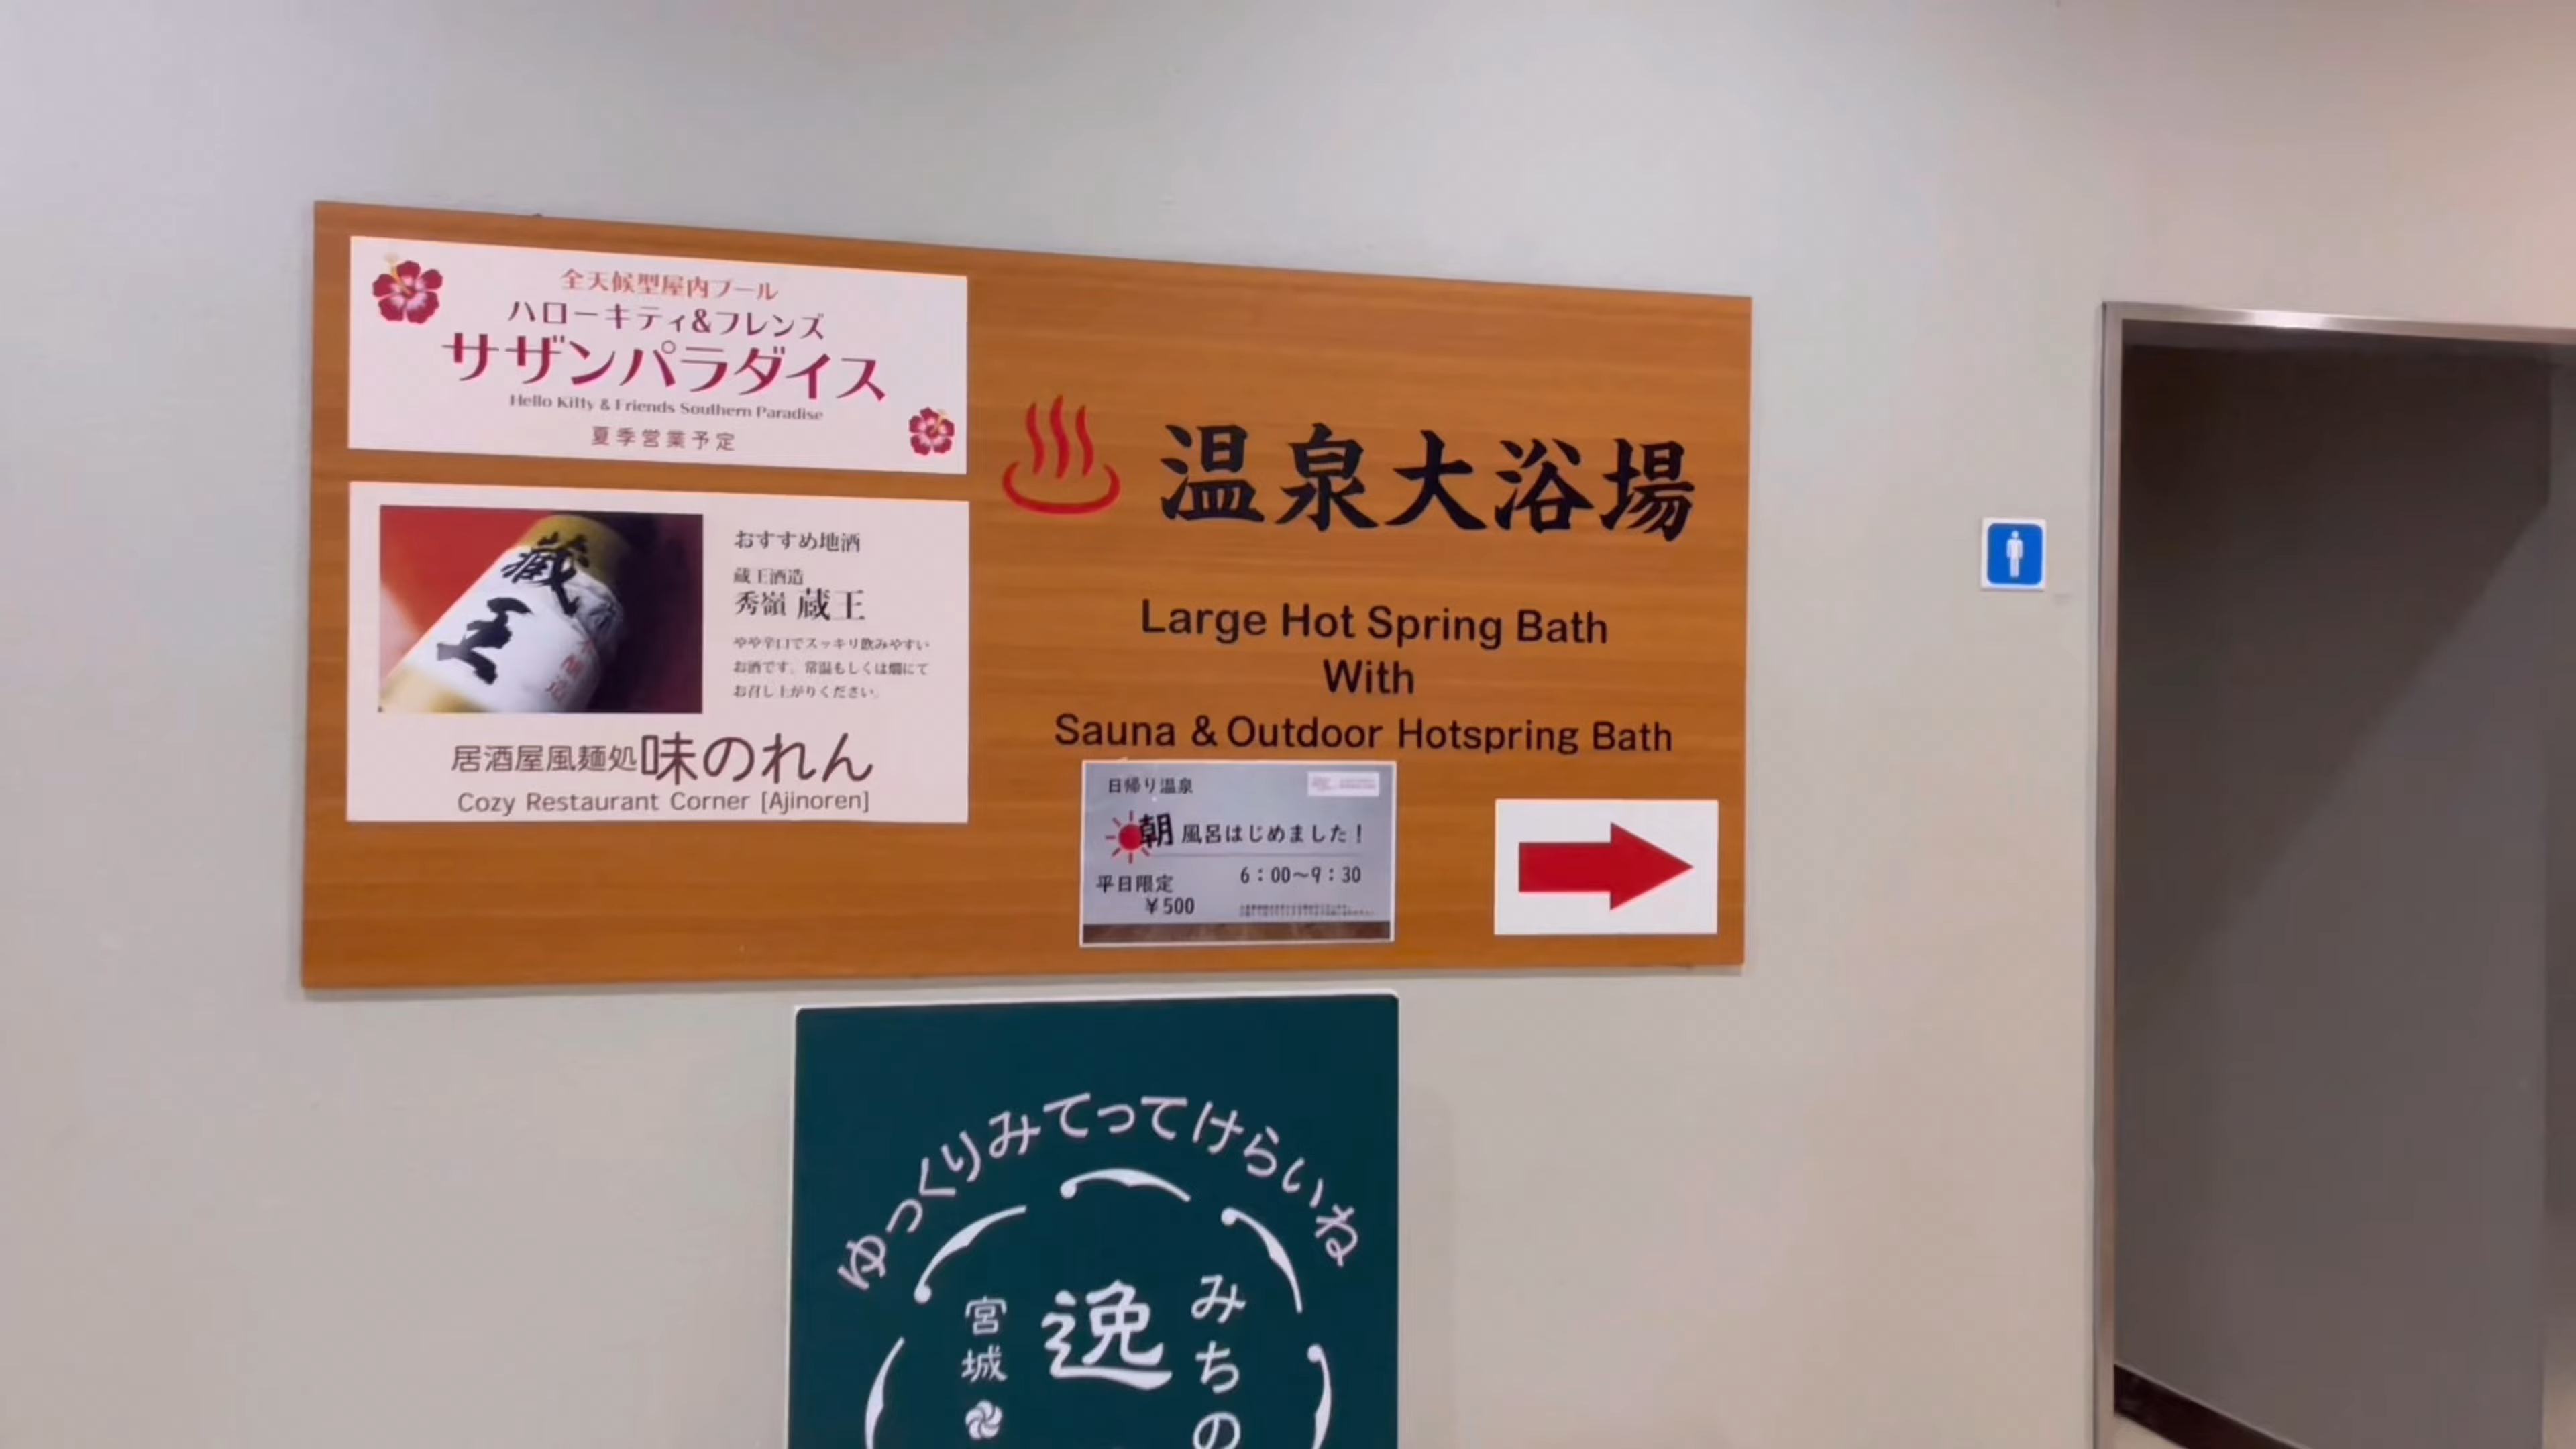 全天候型屋内プール
ハローキティ&フレンズ
サザンパラダイス
Hello Kitty & Friends Southern Paradise
夏季営業予定
蔵王
おすすめ地酒
蔵王酒造
秀嶺 蔵王
やや辛口でスッキリ飲みやすい
お酒です。常温もしくは燗にて
お召し上がりください。
居酒屋風麺処味のれん
Cozy Restaurant Corner [Ajinoren]
温泉大浴場
Large Hot Spring Bath
With
Sauna & Outdoor Hotspring Bath
日帰り温泉
朝風呂はじめました!
平日限定
6:00〜9:30
¥500
ゆっくりみてってけらいね
みちの
逸
宮城